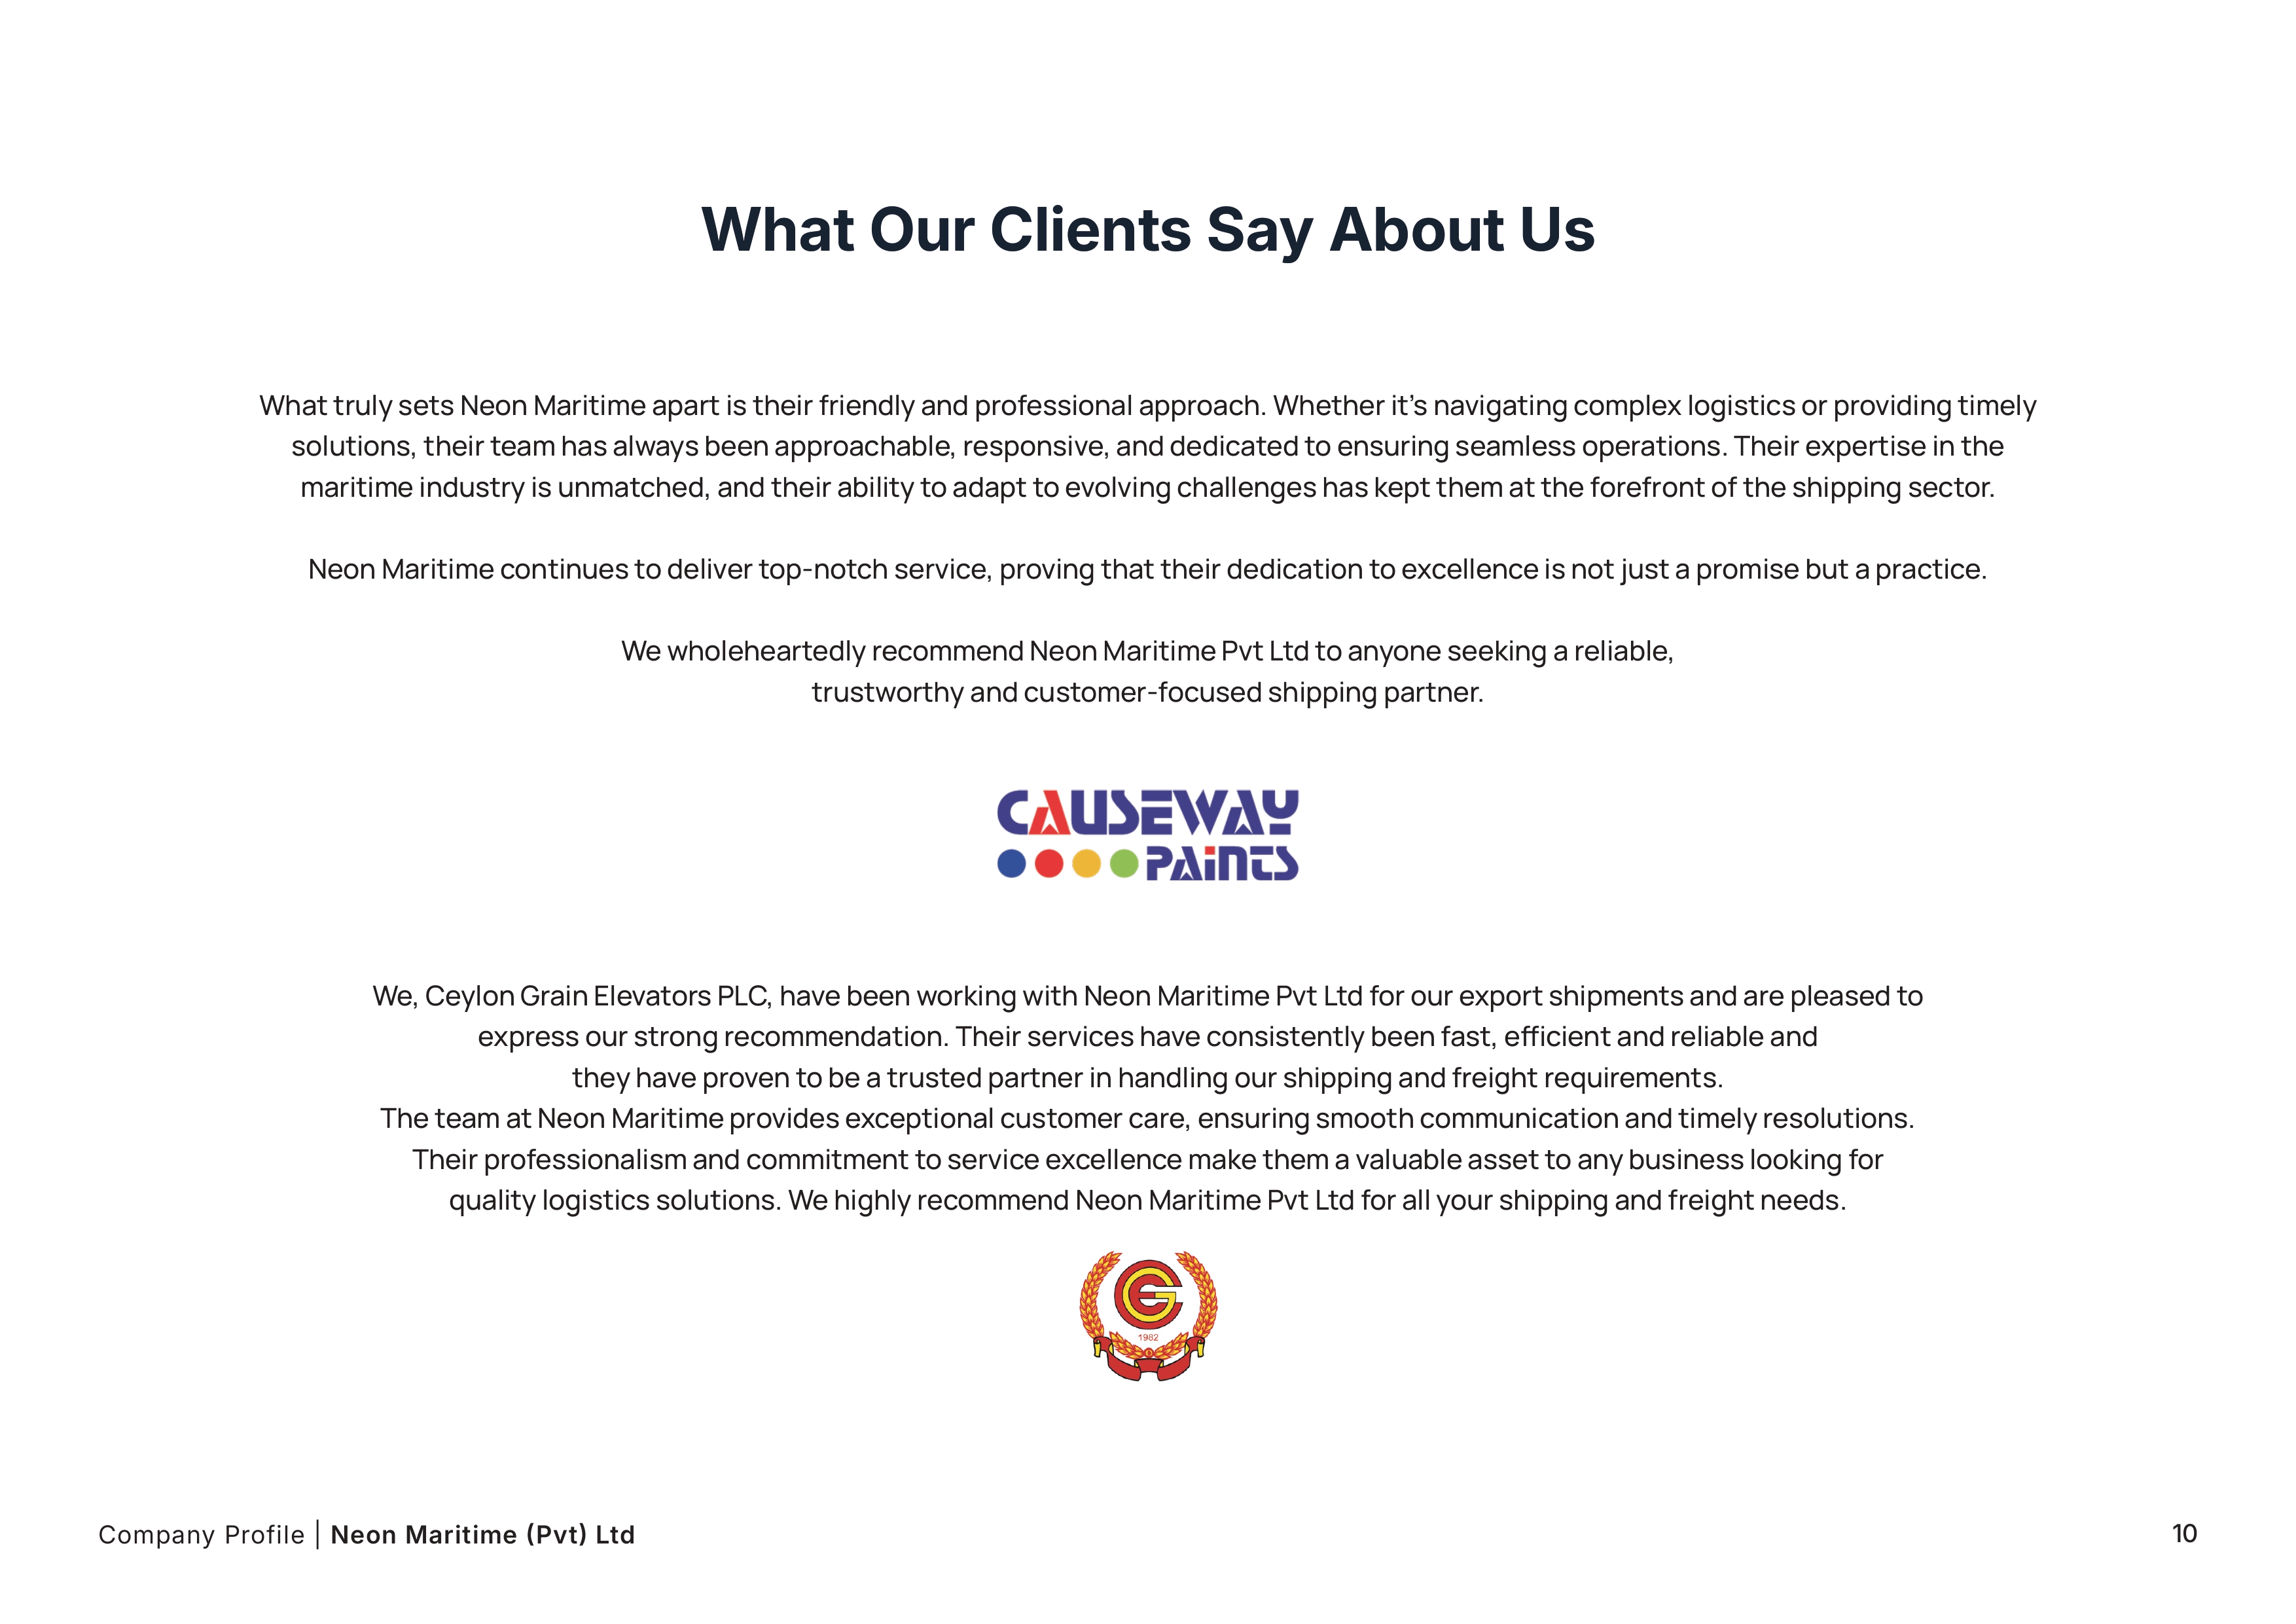 What Our Clients Say About Us
What truly sets Neon Maritime apart is their friendly and professional approach. Whether it’s navigating complex logistics or providing timely
solutions, their team has always been approachable, responsive, and dedicated to ensuring seamless operations. Their expertise in the
maritime industry is unmatched, and their ability to adapt to evolving challenges has kept them at the forefront of the shipping sector.
Neon Maritime continues to deliver top-notch service, proving that their dedication to excellence is not just a promise but a practice.
We wholeheartedly recommend Neon Maritime Pvt Ltd to anyone seeking a reliable,
trustworthy and customer-focused shipping partner.
CAUSEWAY
PAiNTS
We, Ceylon Grain Elevators PLC, have been working with Neon Maritime Pvt Ltd for our export shipments and are pleased to
express our strong recommendation. Their services have consistently been fast, efficient and reliable and
they have proven to be a trusted partner in handling our shipping and freight requirements.
The team at Neon Maritime provides exceptional customer care, ensuring smooth communication and timely resolutions.
Their professionalism and commitment to service excellence make them a valuable asset to any business looking for
quality logistics solutions. We highly recommend Neon Maritime Pvt Ltd for all your shipping and freight needs.
CGE
1982
Company Profile | Neon Maritime (Pvt) Ltd
10